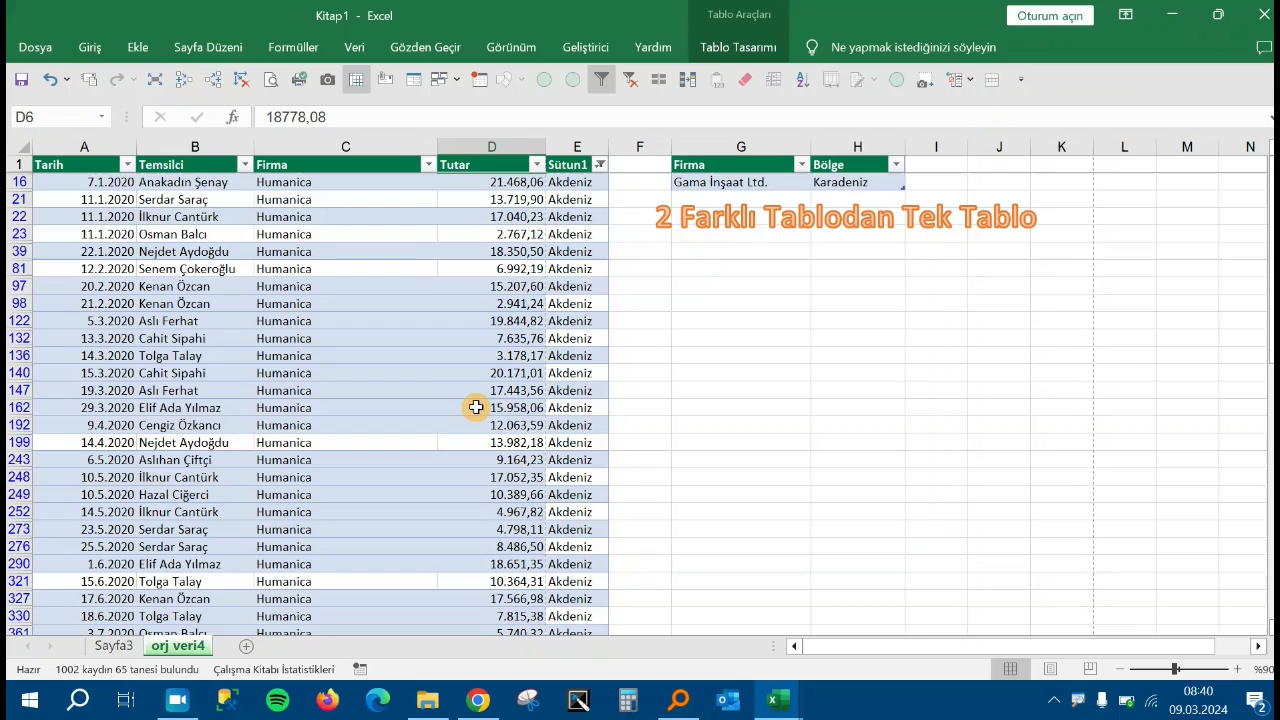 Kitap1 - Excel
Tablo Araçları
Oturum açın
Dosya Giriş Ekle Sayfa Düzeni Formüller Veri Gözden Geçir Görünüm Geliştirici Yardım Tablo Tasarımı Ne yapmak istediğinizi söyleyin
D6 fx 18778,08
A B C D E F G H I J K L M N
1 Tarih Temsilci Firma Tutar Sütun1 Firma Bölge
16 7.1.2020 Anakadın Şenay Humanica 21.468,06 Akdeniz Gama İnşaat Ltd. Karadeniz
21 11.1.2020 Serdar Saraç Humanica 13.719,90 Akdeniz
2 Farklı Tablodan Tek Tablo
22 11.1.2020 İlknur Cantürk Humanica 17.040,23 Akdeniz
23 11.1.2020 Osman Balcı Humanica 2.767,12 Akdeniz
39 22.1.2020 Nejdet Aydoğdu Humanica 18.350,50 Akdeniz
81 12.2.2020 Senem Çokeroğlu Humanica 6.992,19 Akdeniz
97 20.2.2020 Kenan Özcan Humanica 15.207,60 Akdeniz
98 21.2.2020 Kenan Özcan Humanica 2.941,24 Akdeniz
122 5.3.2020 Aslı Ferhat Humanica 19.844,82 Akdeniz
132 13.3.2020 Cahit Sipahi Humanica 7.635,76 Akdeniz
136 14.3.2020 Tolga Talay Humanica 3.178,17 Akdeniz
140 15.3.2020 Cahit Sipahi Humanica 20.171,01 Akdeniz
147 19.3.2020 Aslı Ferhat Humanica 17.443,56 Akdeniz
162 29.3.2020 Elif Ada Yılmaz Humanica 15.958,06 Akdeniz
192 9.4.2020 Cengiz Özkancı Humanica 12.063,59 Akdeniz
199 14.4.2020 Nejdet Aydoğdu Humanica 13.982,18 Akdeniz
243 6.5.2020 Aslıhan Çiftçi Humanica 9.164,23 Akdeniz
248 10.5.2020 İlknur Cantürk Humanica 17.052,35 Akdeniz
249 10.5.2020 Hazal Ciğerci Humanica 10.389,66 Akdeniz
252 14.5.2020 İlknur Cantürk Humanica 4.967,82 Akdeniz
273 23.5.2020 Serdar Saraç Humanica 4.798,11 Akdeniz
276 25.5.2020 Serdar Saraç Humanica 8.486,50 Akdeniz
290 1.6.2020 Elif Ada Yılmaz Humanica 18.651,35 Akdeniz
321 15.6.2020 Tolga Talay Humanica 10.364,31 Akdeniz
327 17.6.2020 Kenan Özcan Humanica 17.566,98 Akdeniz
330 18.6.2020 Tolga Talay Humanica 7.815,38 Akdeniz
361 3.7.2020 Osman Balcı Humanica 5.740,32 Akdeniz
Sayfa3 orj veri4
Hazır 1002 kaydın 65 tanesi bulundu Çalışma Kitabı İstatistikleri %90
08:40
09.03.2024
2